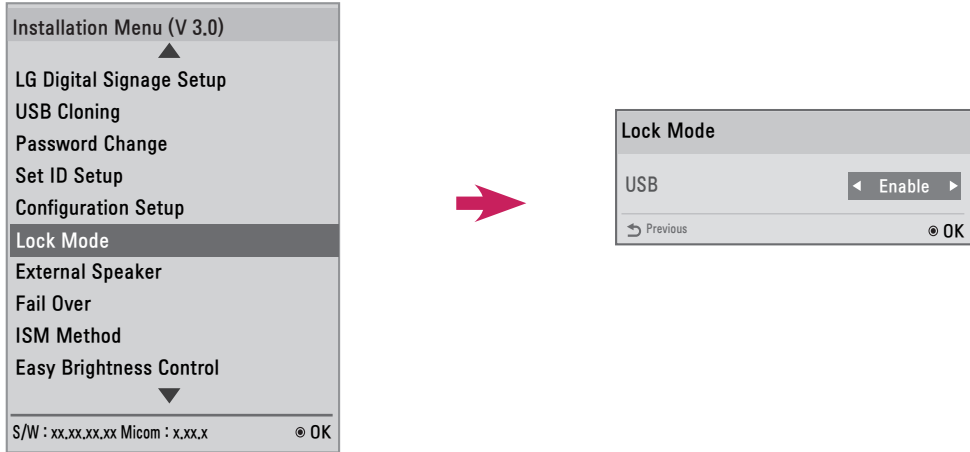 Installation Menu (V 3.0)
LG Digital Signage Setup
USB Cloning
Password Change
Set ID Setup
Configuration Setup
Lock Mode
External Speaker
Fail Over
ISM Method
Easy Brightness Control
S/W : xx.xx.xx.xx Micom : x.xx.x ◉ OK
Lock Mode
USB ◀ Enable ▶
Previous ◉ OK